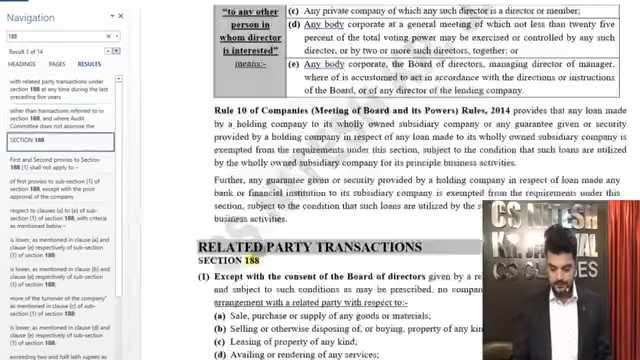 Navigation
188
Result 2 of 14
HEADINGS PAGES RESULTS
with related party transactions under
section 188 at any time during the last
preceding five years
other than transactions referred to in
section 188, and where Audit
Committee does not approve the
SECTION 188
First and Second proviso to Section
188 (1) shall not apply to -
of first proviso to sub-section (1) of
section 188, except with the prior
approval of the company
respect to clauses (a) to (e) of sub-
section (1) of section 188, with
criteria as mentioned below –
is lower, as mentioned in clause (a) and
clause (e) respectively of sub-section
(1) of section 188;
is lower, as mentioned in clause (b) and
clause (e) respectively of sub-section
(1) of section 188;
more of the turnover of the company"
as mentioned in clause (c) of sub-
section (1) of section 188;
is lower, as mentioned in clause (d) and
clause (e) respectively of sub-section
(1) of section 188;
exceeding two and half lakh rupees as
"to any other
person in
whom director
is interested"
means:-
(c) Any private company of which any such director is a director or member;
(d) Any body corporate at a general meeting of which not less than twenty five
percent of the total voting power may be exercised or controlled by any such
director, or by two or more such directors, together; or
(e) Any body corporate, the Board of directors, managing director of manager,
where of is accustomed to act in accordance with the directions or instructions of
the Board, or of any director of the lending company.
Rule 10 of Companies (Meeting of Board and its Powers) Rules, 2014 provides that any loan made
by a holding company to its wholly owned subsidiary company or any guarantee given or security
provided by a holding company in respect of any loan made to its wholly owned subsidiary company is
exempted from the requirements under this section, subject to the condition that such loans are utilized
by the wholly owned subsidiary company for its principle business activities.
Further, any guarantee given or security provided by a holding company in respect of loan made any
bank or financial institution to its subsidiary company is exempted from the requirements under this
section, subject to the condition that such loans are utilized by the
business activities.
RELATED PARTY TRANSACTIONS
SECTION 188
(1) Except with the consent of the Board of directors given by a
and subject to such conditions as may be prescribed, no
arrangement with a related party with respect to:-
(a) Sale, purchase or supply of any goods or materials;
(b) Selling or otherwise disposing of, or buying, property of any
(c) Leasing of property of any kind;
(d) Availing or rendering of any services;
CS NITESH
CS CLASSES